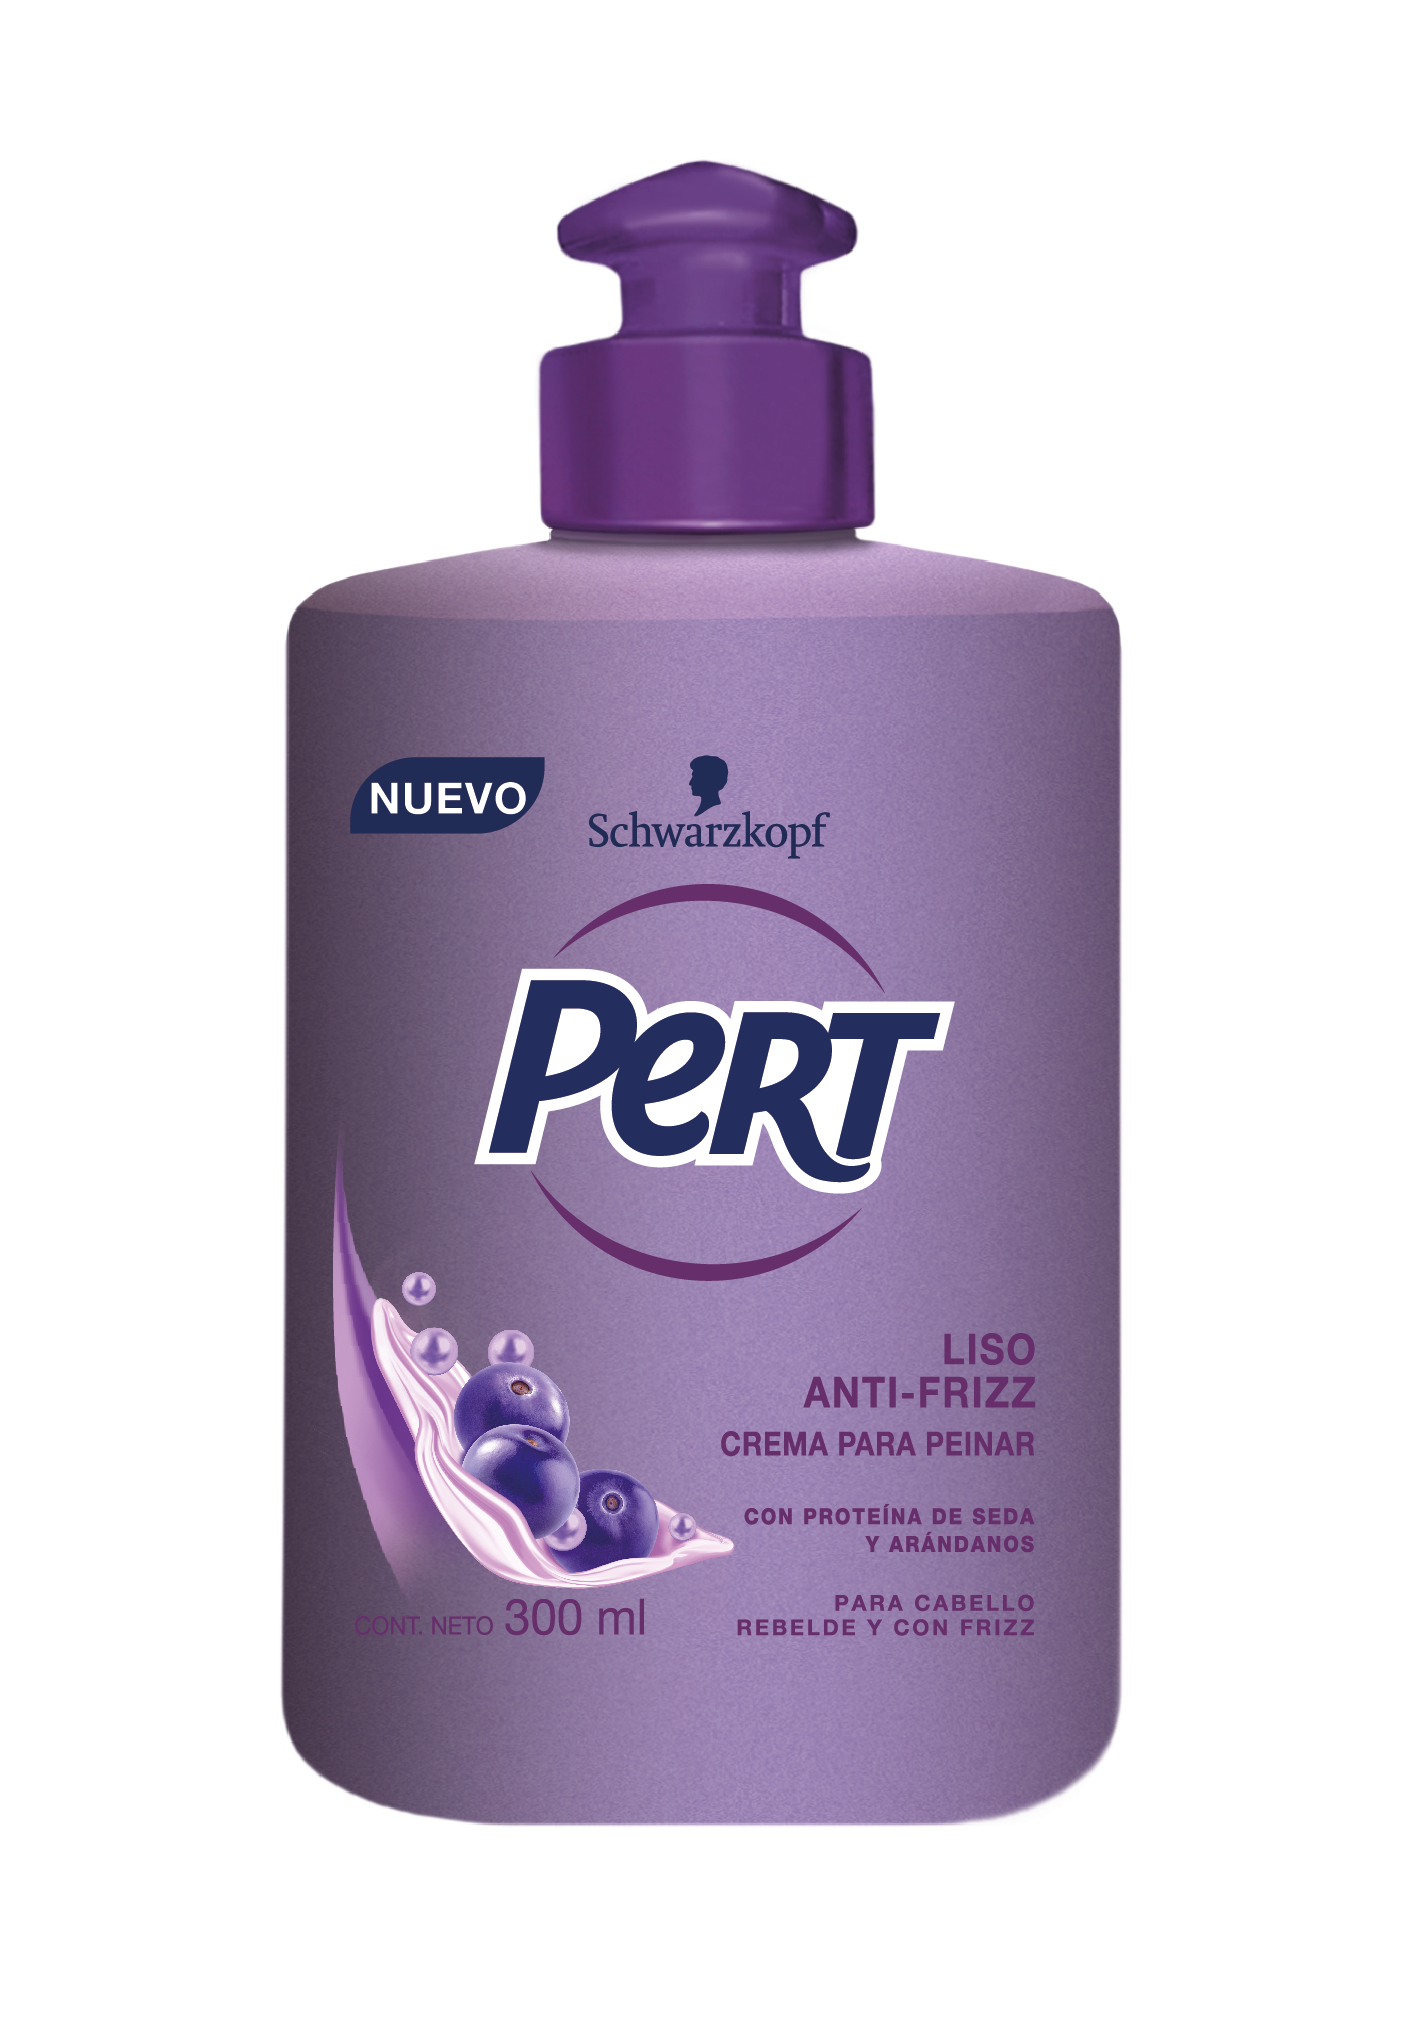 NUEVO
Schwarzkopf
PERT
LISO
ANTI-FRIZZ
CREMA PARA PEINAR
CON PROTEÍNA DE SEDA
Y ARÁNDANOS
PARA CABELLO
REBELDE Y CON FRIZZ
CONT. NETO 300 ml